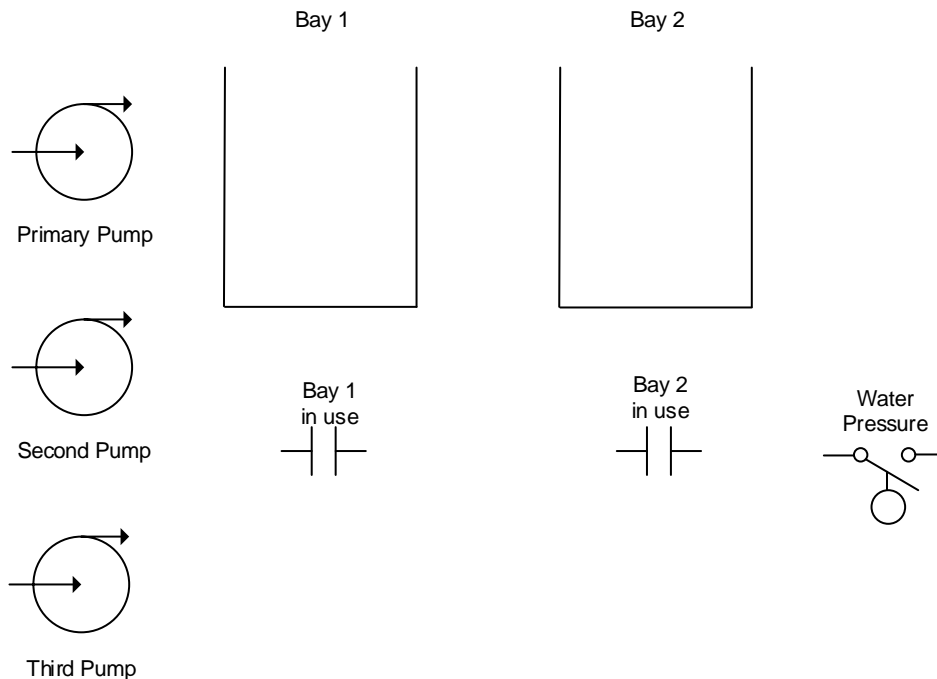 Bay 1
Bay 2
Primary Pump
Second Pump
Third Pump
Bay 1
in use
Bay 2
in use
Water
Pressure